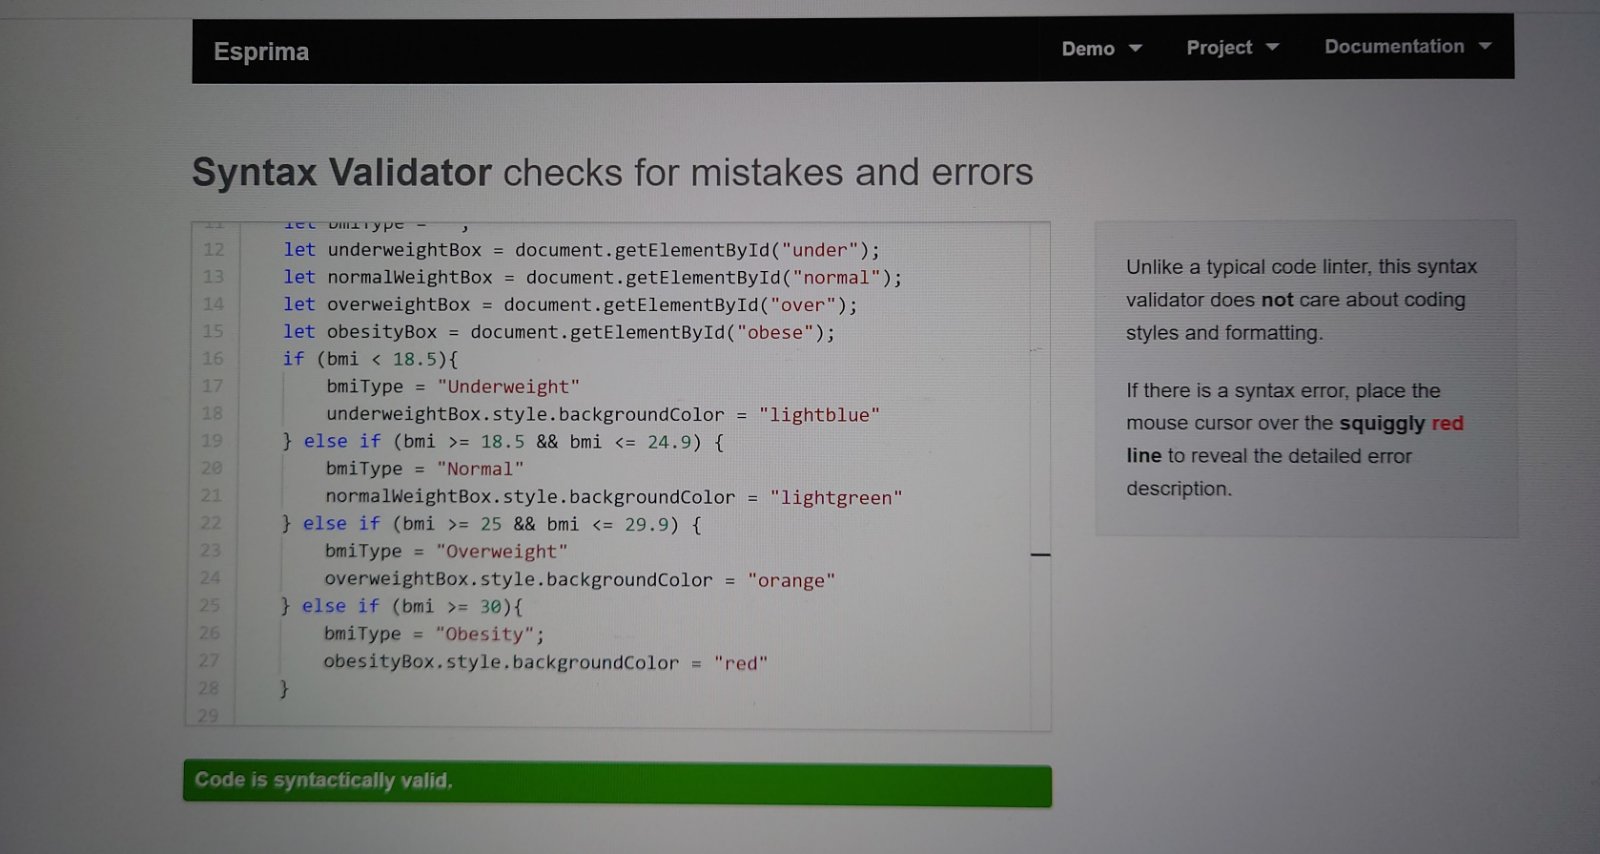 Esprima
Demo Project Documentation
Syntax Validator checks for mistakes and errors
11 let bmiType = ;
12 let underweightBox = document.getElementById("under");
13 let normalWeightBox = document.getElementById("normal");
14 let overweightBox = document.getElementById("over");
15 let obesityBox = document.getElementById("obese");
16 if (bmi < 18.5){
17 bmiType = "Underweight"
18 underweightBox.style.backgroundColor = "lightblue"
19 } else if (bmi >= 18.5 && bmi <= 24.9) {
20 bmiType = "Normal"
21 normalWeightBox.style.backgroundColor = "lightgreen"
22 } else if (bmi >= 25 && bmi <= 29.9) {
23 bmiType = "Overweight"
24 overweightBox.style.backgroundColor = "orange"
25 } else if (bmi >= 30){
26 bmiType = "Obesity";
27 obesityBox.style.backgroundColor = "red"
28 }
29
Code is syntactically valid.
Unlike a typical code linter, this syntax
validator does not care about coding
styles and formatting.
If there is a syntax error, place the
mouse cursor over the squiggly red
line to reveal the detailed error
description.